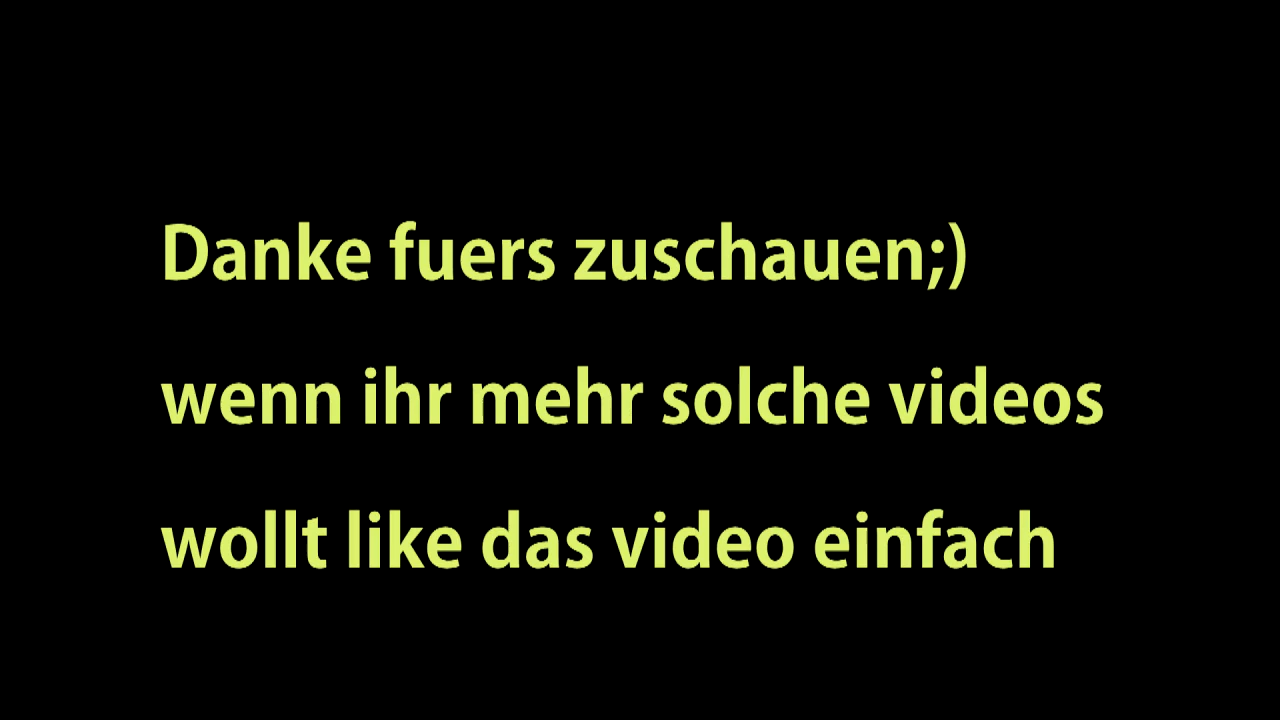 Danke fuers zuschauen;)
wenn ihr mehr solche videos
wollt like das video einfach